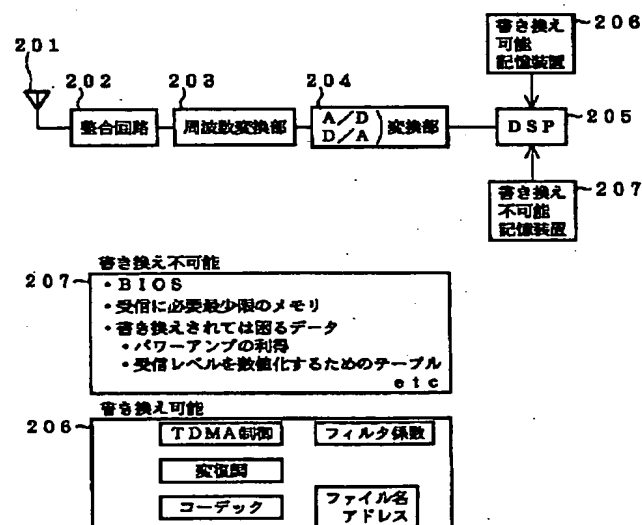 201
202
203
204
書き換え
可能
記憶装置
206
整合回路
周波数変換部
A/D
D/A
変換部
DSP
205
書き換え
不可能
記憶装置
207
書き換え不可能
207
・BIOS
・受信に必要最少限のメモリ
・書き換えされては困るデータ
・パワーアンプの利得
・受信レベルを数値化するためのテーブル
etc
書き換え可能
206
TDMA制御
フィルタ係数
コーデック
ファイル名
アドレス